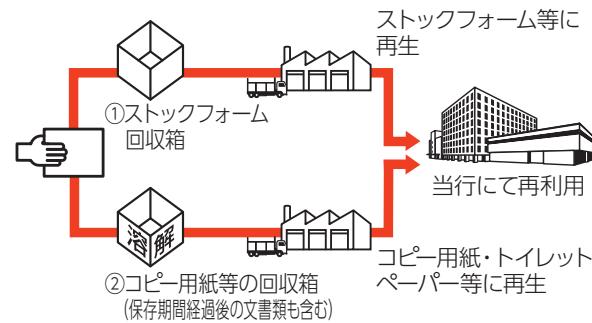 ストックフォーム等に
再生
①ストックフォーム
回収箱
当行にて再利用
溶解
コピー用紙・トイレット
ペーパー等に再生
②コピー用紙等の回収箱
(保存期間経過後の文書類も含む)